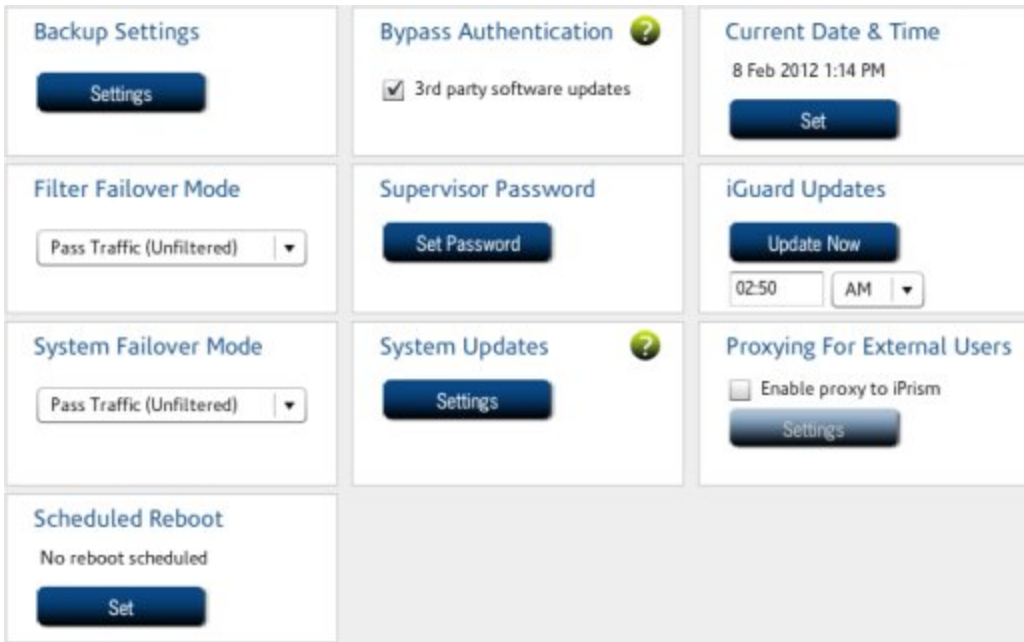 Backup Settings
Settings
Bypass Authentication ?
3rd party software updates
Current Date & Time
8 Feb 2012 1:14 PM
Set
Filter Failover Mode
Pass Traffic (Unfiltered)
Supervisor Password
Set Password
iGuard Updates
Update Now
02:50 AM
System Failover Mode
Pass Traffic (Unfiltered)
System Updates ?
Settings
Proxying For External Users
Enable proxy to iPrism
Settings
Scheduled Reboot
No reboot scheduled
Set